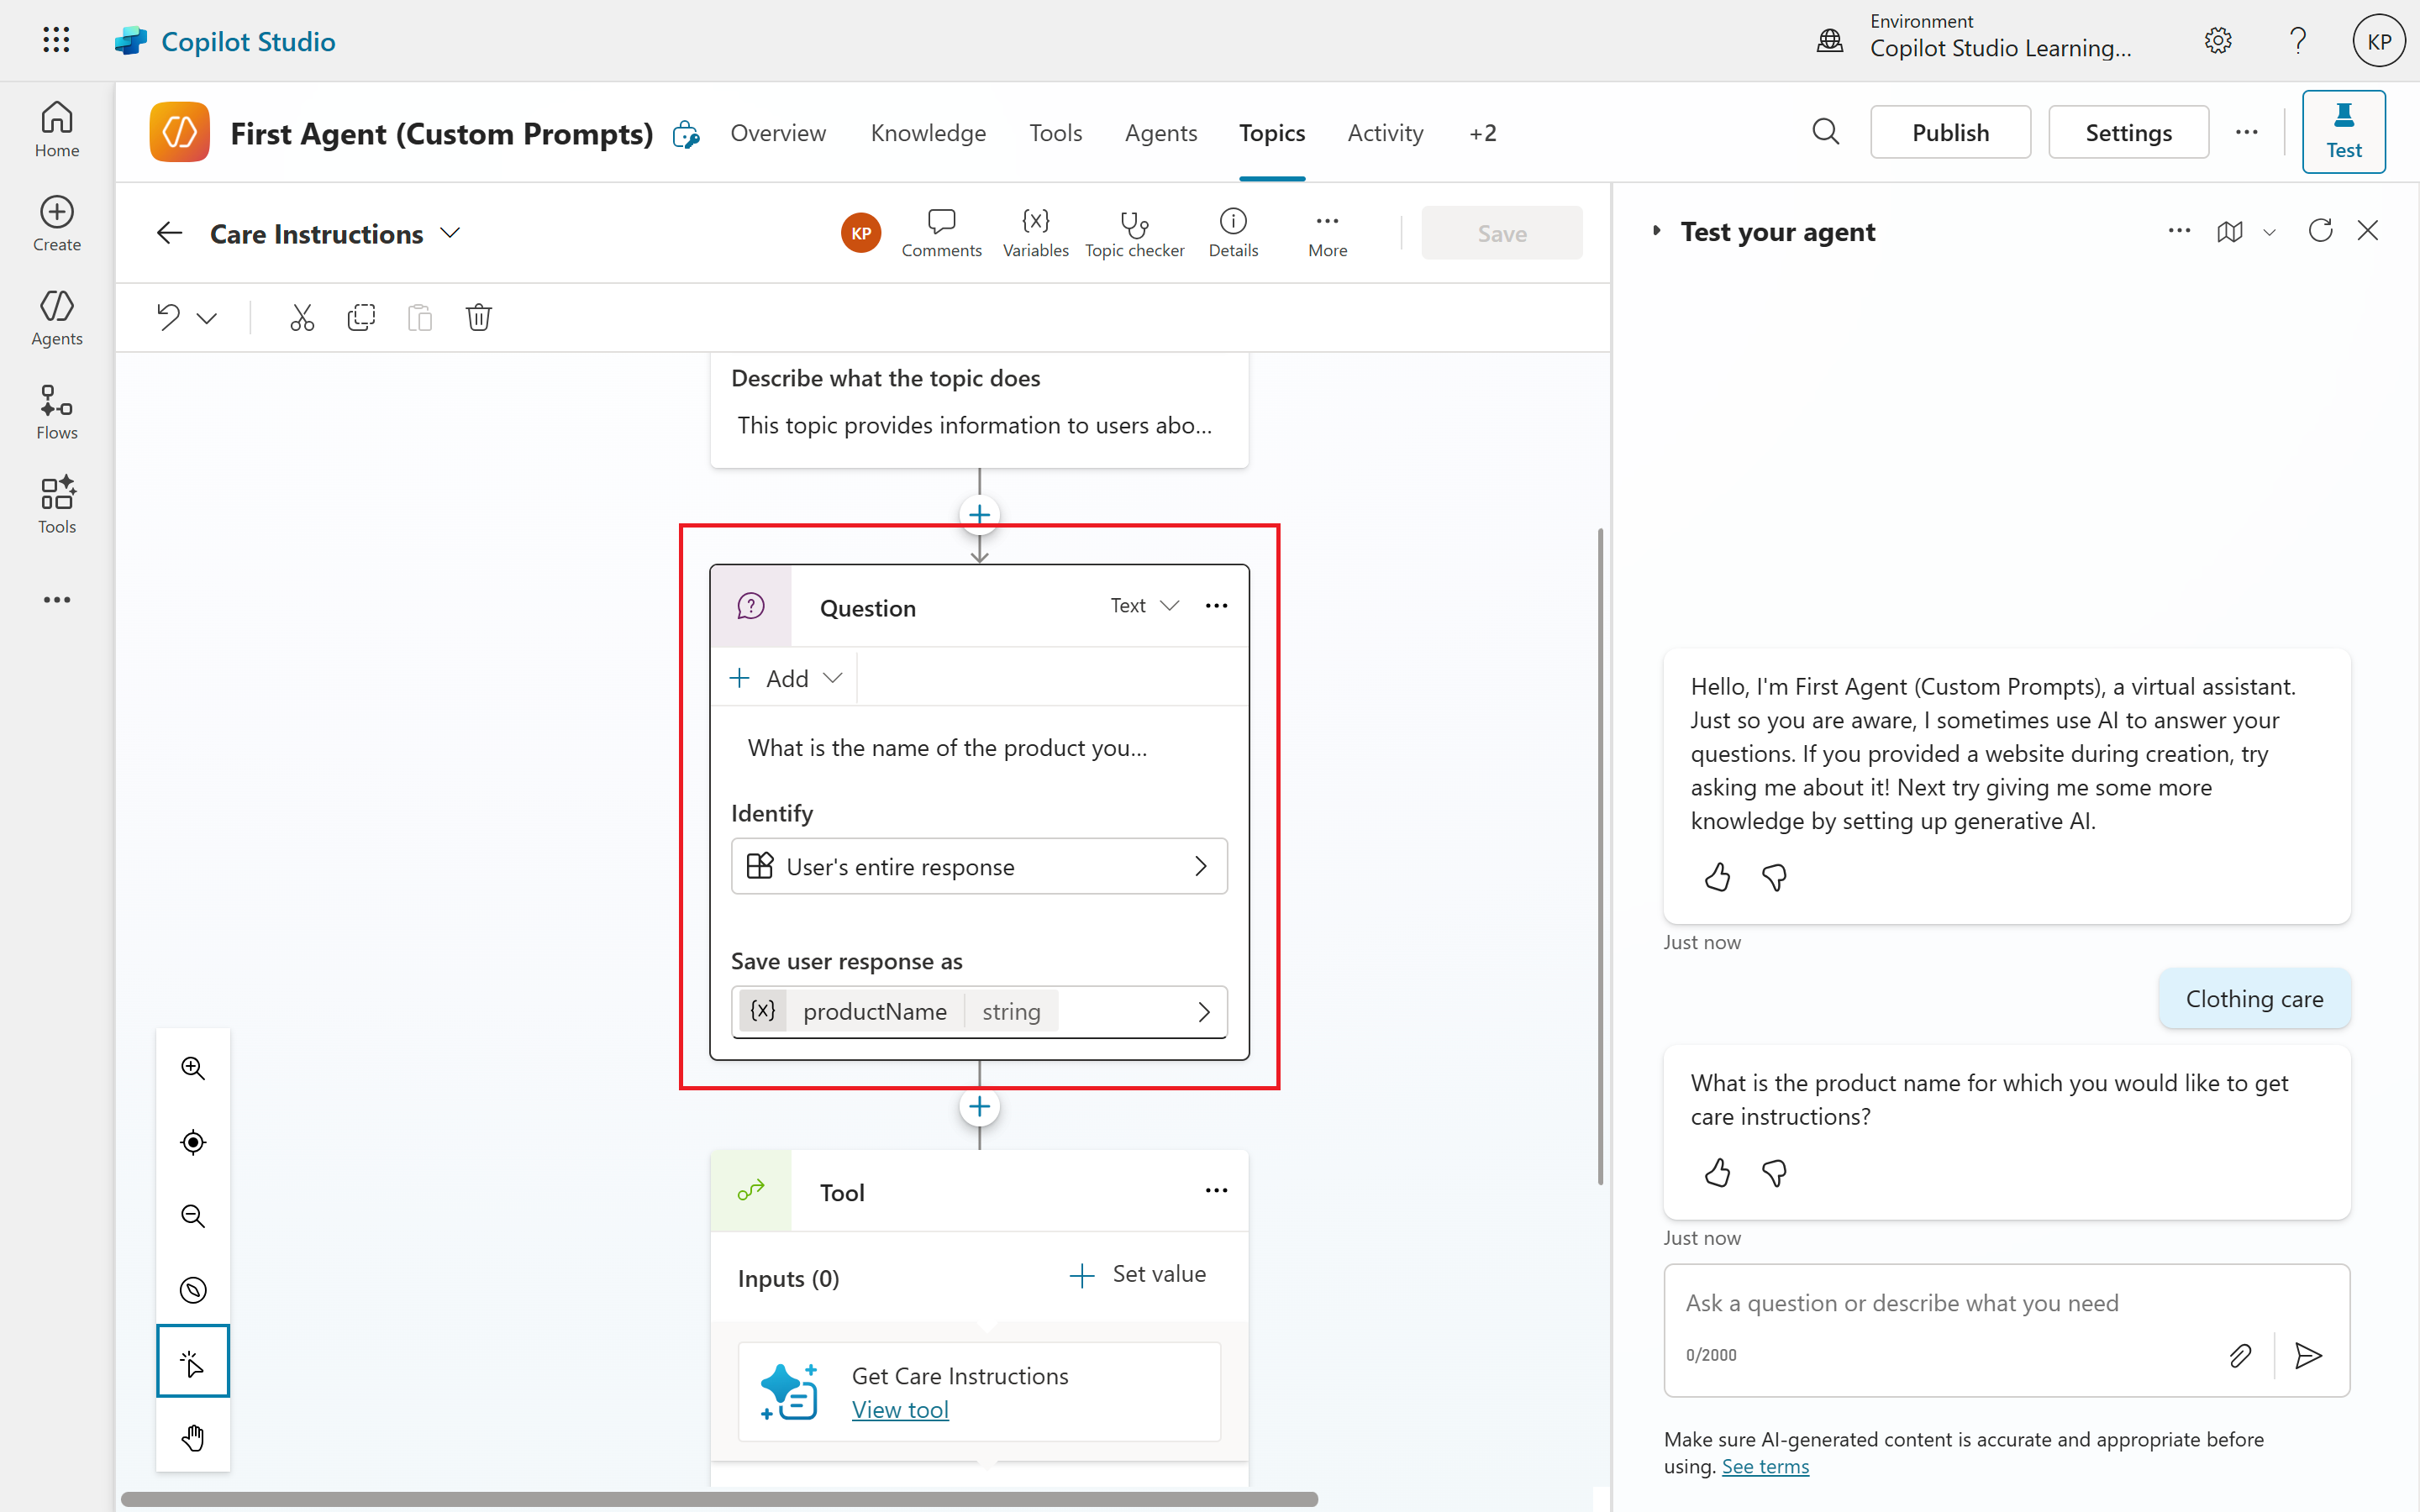 Copilot Studio
Environment
Copilot Studio Learning...
KP
Home
Create
Agents
Flows
Tools
First Agent (Custom Prompts)
Overview
Knowledge
Tools
Agents
Topics
Activity
+2
Publish
Settings
Test
Care Instructions
KP
Comments
Variables
Topic checker
Details
More
Save
Describe what the topic does
This topic provides information to users abo...
Question
Text
Add
What is the name of the product you...
Identify
User's entire response
Save user response as
{x}
productName
string
Tool
Inputs (0)
Set value
Get Care Instructions
View tool
Test your agent
Hello, I'm First Agent (Custom Prompts), a virtual assistant.
Just so you are aware, I sometimes use AI to answer your
questions. If you provided a website during creation, try
asking me about it! Next try giving me some more
knowledge by setting up generative AI.
Just now
Clothing care
What is the product name for which you would like to get
care instructions?
Just now
Ask a question or describe what you need
0/2000
Make sure AI-generated content is accurate and appropriate before
using. See terms